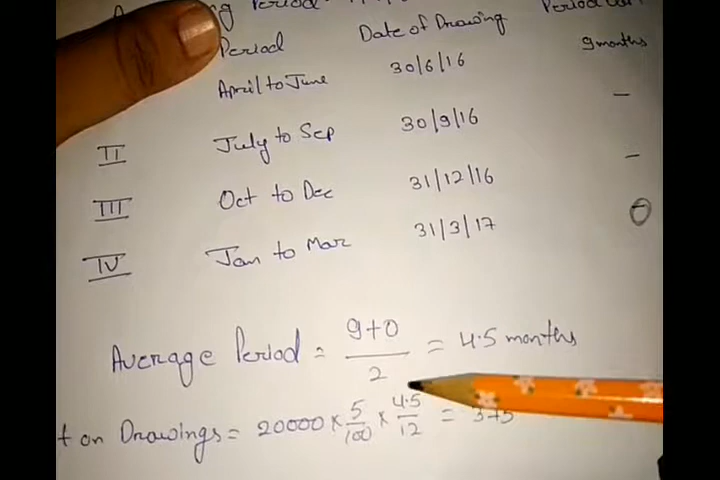 Period
Period Date of Drawing Period
April to June 30/6/16 9 months
II July to Sep 30/9/16 –
III Oct to Dec 31/12/16 –
IV Jan to Mar 31/3/17 0
Average Period = 9+0/2 = 4.5 months
t on Drawings = 20000 × 5/100 × 4.5/12 = 375